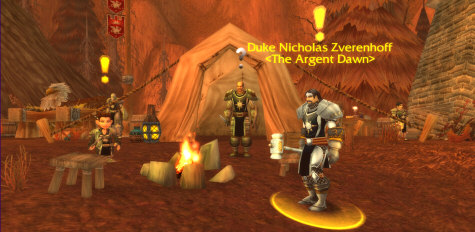 Duke Nicholas Zverenhoff
<The Argent Dawn>